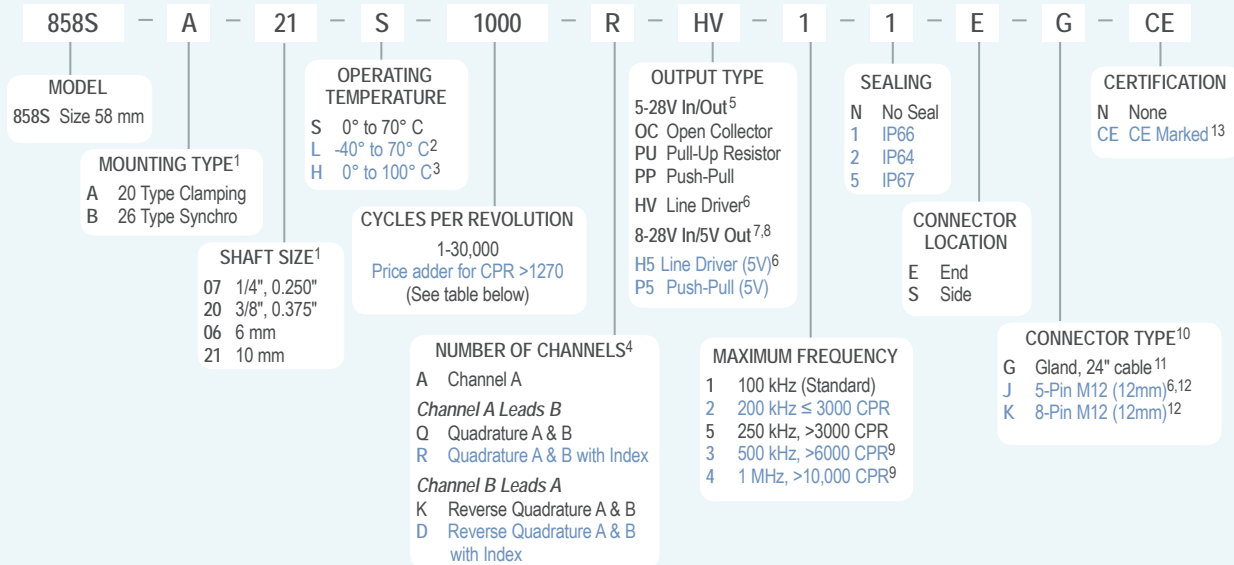 858S – A – 21 – S – 1000 – R – HV – 1 – 1 – E – G – CE
MODEL
858S Size 58 mm
MOUNTING TYPE1
A 20 Type Clamping
B 26 Type Synchro
SHAFT SIZE1
07 1/4", 0.250"
20 3/8", 0.375"
06 6 mm
21 10 mm
OPERATING
TEMPERATURE
S 0° to 70° C
L -40° to 70° C2
H 0° to 100° C3
CYCLES PER REVOLUTION
1-30,000
Price adder for CPR >1270
(See table below)
NUMBER OF CHANNELS4
A Channel A
Channel A Leads B
Q Quadrature A & B
R Quadrature A & B with Index
Channel B Leads A
K Reverse Quadrature A & B
D Reverse Quadrature A & B
with Index
OUTPUT TYPE
5-28V In/Out5
OC Open Collector
PU Pull-Up Resistor
PP Push-Pull
HV Line Driver6
8-28V In/5V Out7,8
H5 Line Driver (5V)6
P5 Push-Pull (5V)
MAXIMUM FREQUENCY
1 100 kHz (Standard)
2 200 kHz ≤ 3000 CPR
5 250 kHz, >3000 CPR
3 500 kHz, >6000 CPR9
4 1 MHz, >10,000 CPR9
SEALING
N No Seal
1 IP66
2 IP64
5 IP67
CONNECTOR
LOCATION
E End
S Side
CONNECTOR TYPE10
G Gland, 24" cable11
J 5-Pin M12 (12mm)6,12
K 8-Pin M12 (12mm)12
CERTIFICATION
N None
CE CE Marked13